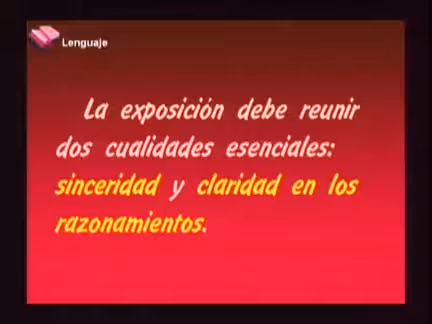 Lenguaje
La exposición debe reunir
dos cualidades esenciales:
sinceridad y claridad en los
razonamientos.